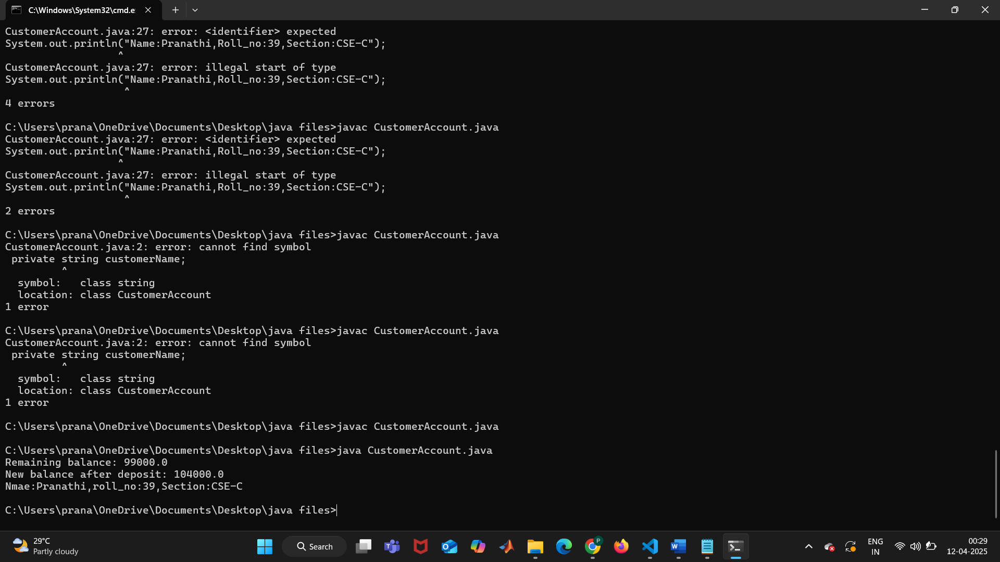 C:\Windows\System32\cmd.e
CustomerAccount.java:27: error: <identifier> expected
System.out.println("Name:Pranathi,Roll_no:39,Section:CSE-C");
^
CustomerAccount.java:27: error: illegal start of type
System.out.println("Name:Pranathi,Roll_no:39,Section:CSE-C");
^
4 errors
C:\Users\prana\OneDrive\Documents\Desktop\java files>javac CustomerAccount.java
CustomerAccount.java:27: error: <identifier> expected
System.out.println("Name:Pranathi,Roll_no:39,Section:CSE-C");
^
CustomerAccount.java:27: error: illegal start of type
System.out.println("Name:Pranathi,Roll_no:39,Section:CSE-C");
^
2 errors
C:\Users\prana\OneDrive\Documents\Desktop\java files>javac CustomerAccount.java
CustomerAccount.java:2: error: cannot find symbol
private string customerName;
^
symbol:   class string
location: class CustomerAccount
1 error
C:\Users\prana\OneDrive\Documents\Desktop\java files>javac CustomerAccount.java
CustomerAccount.java:2: error: cannot find symbol
private string customerName;
^
symbol:   class string
location: class CustomerAccount
1 error
C:\Users\prana\OneDrive\Documents\Desktop\java files>javac CustomerAccount.java
C:\Users\prana\OneDrive\Documents\Desktop\java files>java CustomerAccount.java
Remaining balance: 99000.0
New balance after deposit: 104000.0
Nmae:Pranathi,roll_no:39,Section:CSE-C
C:\Users\prana\OneDrive\Documents\Desktop\java files>
29°C
Partly cloudy
Search
P
ENG
IN
00:29
12-04-2025